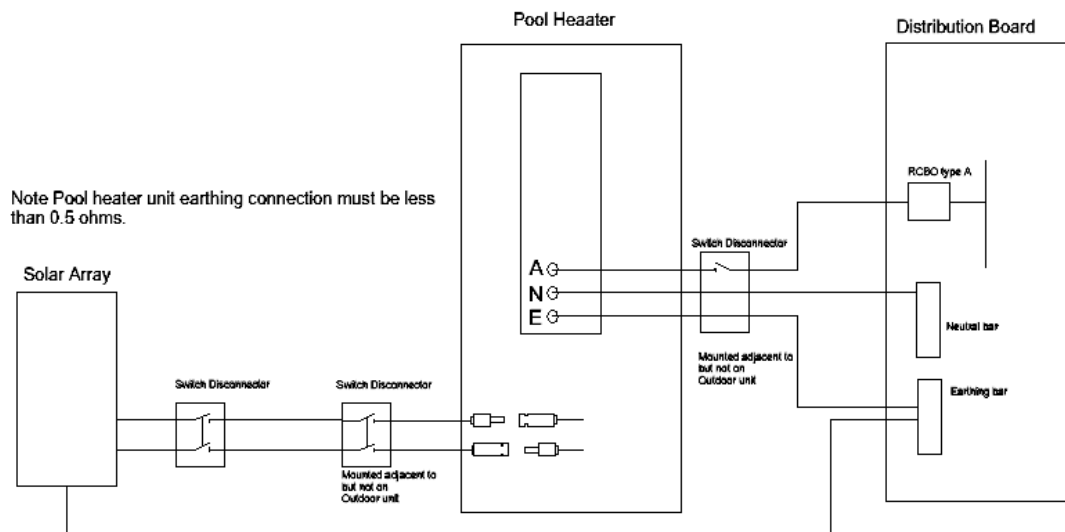 Pool Heaater
Distribution Board
RCBO type A
Note Pool heater unit earthing connection must be less
than 0.5 ohms.
Switch Disconnector
Solar Array
A
N
E
Neutral bar
Mounted adjacent to
but not on
Outdoor unit
Switch Disconnector
Switch Disconnector
Earthing bar
Mounted adjacent to
but not on
Outdoor unit